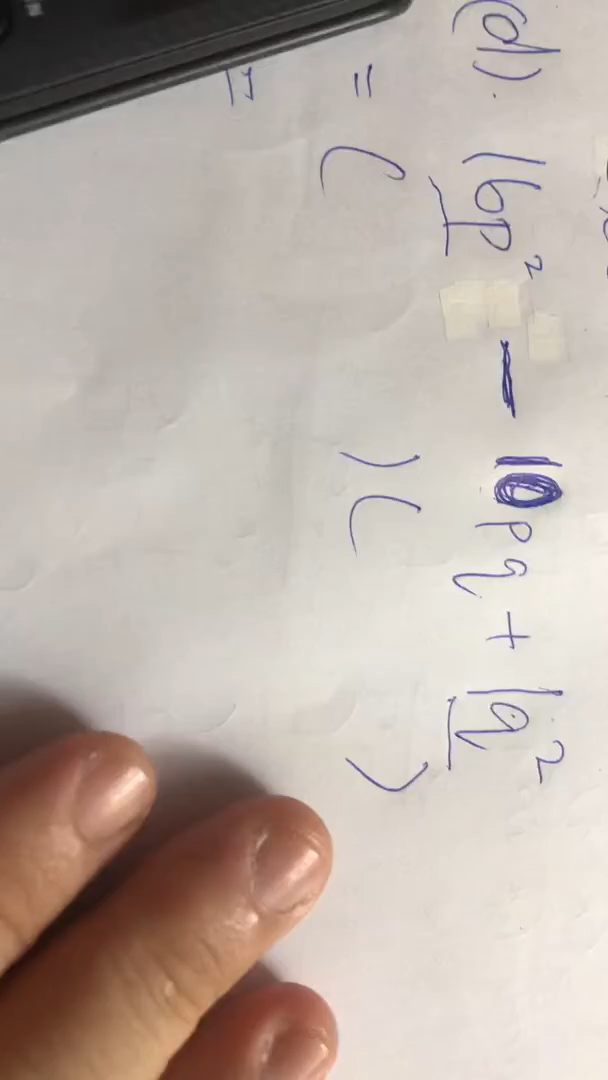 (d). 16p² - 10pq + 1q²
= ( )( )
=